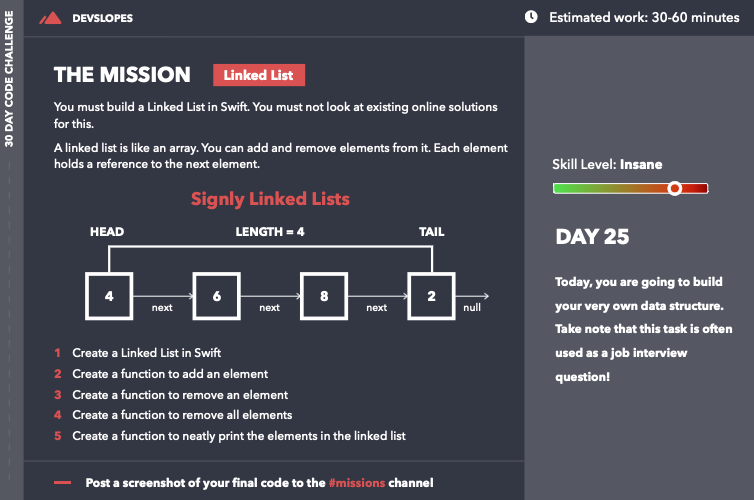 30 DAY CODE CHALLENGE
DEVSLOPES
Estimated work: 30-60 minutes
THE MISSION
Linked List
You must build a Linked List in Swift. You must not look at existing online solutions
for this.
A linked list is like an array. You can add and remove elements from it. Each element
holds a reference to the next element.
Signly Linked Lists
HEAD
LENGTH = 4
TAIL
4
next
6
next
8
next
2
null
1 Create a Linked List in Swift
2 Create a function to add an element
3 Create a function to remove an element
4 Create a function to remove all elements
5 Create a function to neatly print the elements in the linked list
Post a screenshot of your final code to the #missions channel
Skill Level: Insane
DAY 25
Today, you are going to build
your very own data structure.
Take note that this task is often
used as a job interview
question!